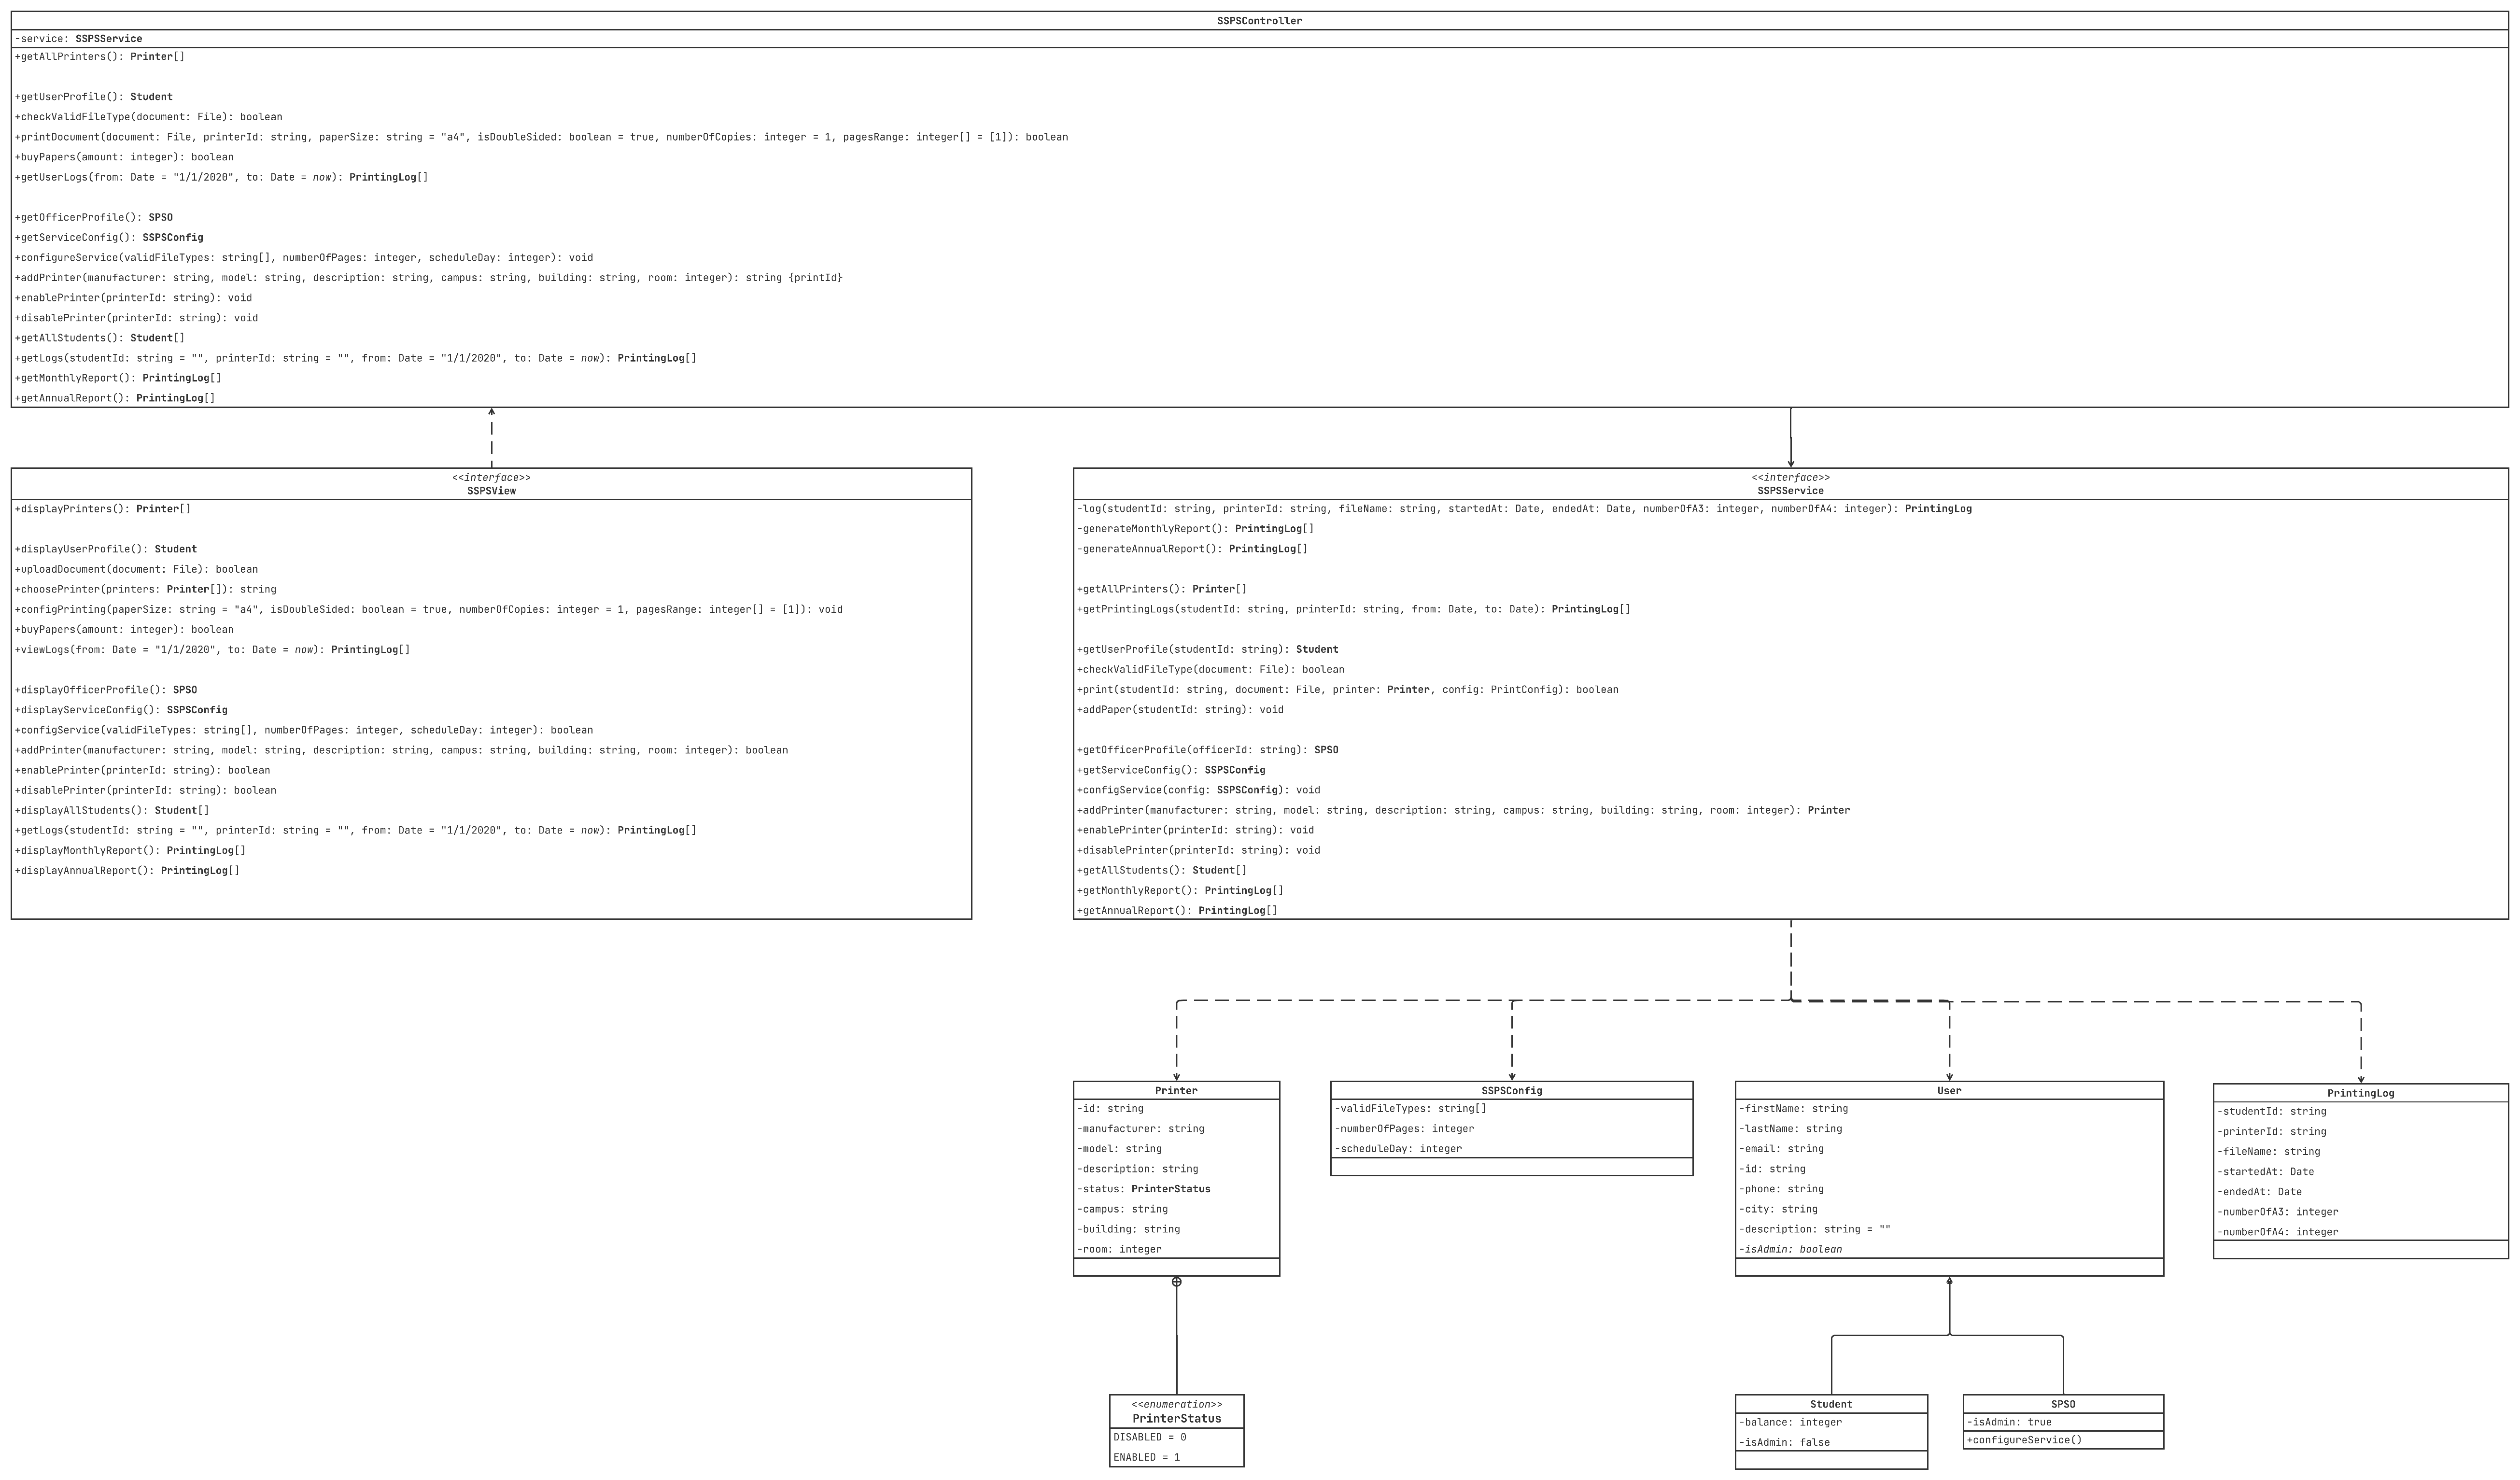 SSPSController
-service: SSPSService
+getAllPrinters(): Printer[]
+getUserProfile(): Student
+checkValidFileType(document: File): boolean
+printDocument(document: File, printerId: string, paperSize: string = "a4", isDoubleSided: boolean = true, numberOfCopies: integer = 1, pagesRange: integer[] = [1]): boolean
+buyPapers(amount: integer): boolean
+getUserLogs(from: Date = "1/1/2020", to: Date = now): PrintingLog[]
+getOfficerProfile(): SPSO
+getServiceConfig(): SSPSConfig
+configureService(validFileTypes: string[], numberOfPages: integer, scheduleDay: integer): void
+addPrinter(manufacturer: string, model: string, description: string, campus: string, building: string, room: integer): string {printId}
+enablePrinter(printerId: string): void
+disablePrinter(printerId: string): void
+getAllStudents(): Student[]
+getLogs(studentId: string = "", printerId: string = "", from: Date = "1/1/2020", to: Date = now): PrintingLog[]
+getMonthlyReport(): PrintingLog[]
+getAnnualReport(): PrintingLog[]
<<interface>>
SSPSView
+displayPrinters(): Printer[]
+displayUserProfile(): Student
+uploadDocument(document: File): boolean
+choosePrinter(printers: Printer[]): string
+configPrinting(paperSize: string = "a4", isDoubleSided: boolean = true, numberOfCopies: integer = 1, pagesRange: integer[] = [1]): void
+buyPapers(amount: integer): boolean
+viewLogs(from: Date = "1/1/2020", to: Date = now): PrintingLog[]
+displayOfficerProfile(): SPSO
+displayServiceConfig(): SSPSConfig
+configService(validFileTypes: string[], numberOfPages: integer, scheduleDay: integer): boolean
+addPrinter(manufacturer: string, model: string, description: string, campus: string, building: string, room: integer): boolean
+enablePrinter(printerId: string): boolean
+disablePrinter(printerId: string): boolean
+displayAllStudents(): Student[]
+getLogs(studentId: string = "", printerId: string = "", from: Date = "1/1/2020", to: Date = now): PrintingLog[]
+displayMonthlyReport(): PrintingLog[]
+displayAnnualReport(): PrintingLog[]
<<interface>>
SSPSService
-log(studentId: string, printerId: string, fileName: string, startedAt: Date, endedAt: Date, numberOfA3: integer, numberOfA4: integer): PrintingLog
-generateMonthlyReport(): PrintingLog[]
-generateAnnualReport(): PrintingLog[]
+getAllPrinters(): Printer[]
+getPrintingLogs(studentId: string, printerId: string, from: Date, to: Date): PrintingLog[]
+getUserProfile(studentId: string): Student
+checkValidFileType(document: File): boolean
+print(studentId: string, document: File, printer: Printer, config: PrintConfig): boolean
+addPaper(studentId: string): void
+getOfficerProfile(officerId: string): SPSO
+getServiceConfig(): SSPSConfig
+configService(config: SSPSConfig): void
+addPrinter(manufacturer: string, model: string, description: string, campus: string, building: string, room: integer): Printer
+enablePrinter(printerId: string): void
+disablePrinter(printerId: string): void
+getAllStudents(): Student[]
+getMonthlyReport(): PrintingLog[]
+getAnnualReport(): PrintingLog[]
Printer
-id: string
-manufacturer: string
-model: string
-description: string
-status: PrinterStatus
-campus: string
-building: string
-room: integer
SSPSConfig
-validFileTypes: string[]
-numberOfPages: integer
-scheduleDay: integer
User
-firstName: string
-lastName: string
-email: string
-id: string
-phone: string
-city: string
-description: string = ""
-isAdmin: boolean
PrintingLog
-studentId: string
-printerId: string
-fileName: string
-startedAt: Date
-endedAt: Date
-numberOfA3: integer
-numberOfA4: integer
<<enumeration>>
PrinterStatus
DISABLED = 0
ENABLED = 1
Student
-balance: integer
-isAdmin: false
SPSO
-isAdmin: true
+configureService()